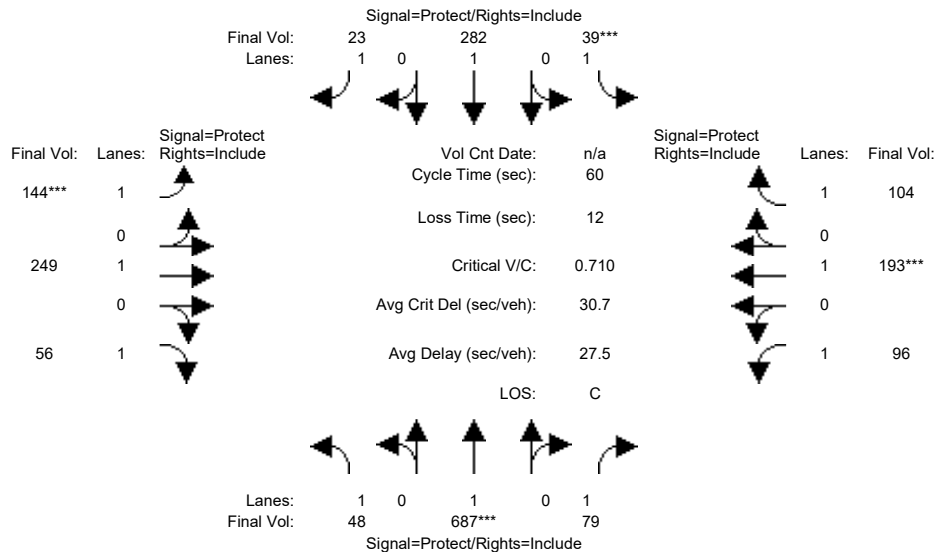 Signal=Protect/Rights=Include
Final Vol: 23 282 39***
Lanes: 1 0 1 0 1
Signal=Protect
Final Vol: Lanes: Rights=Include
Vol Cnt Date: n/a
Signal=Protect
Rights=Include Lanes: Final Vol:
Cycle Time (sec): 60
144*** 1
1 104
Loss Time (sec): 12
0
0
249 1
Critical V/C: 0.710
1 193***
0
Avg Crit Del (sec/veh): 30.7
0
56 1
Avg Delay (sec/veh): 27.5
1 96
LOS: C
Lanes: 1 0 1 0 1
Final Vol: 48 687*** 79
Signal=Protect/Rights=Include